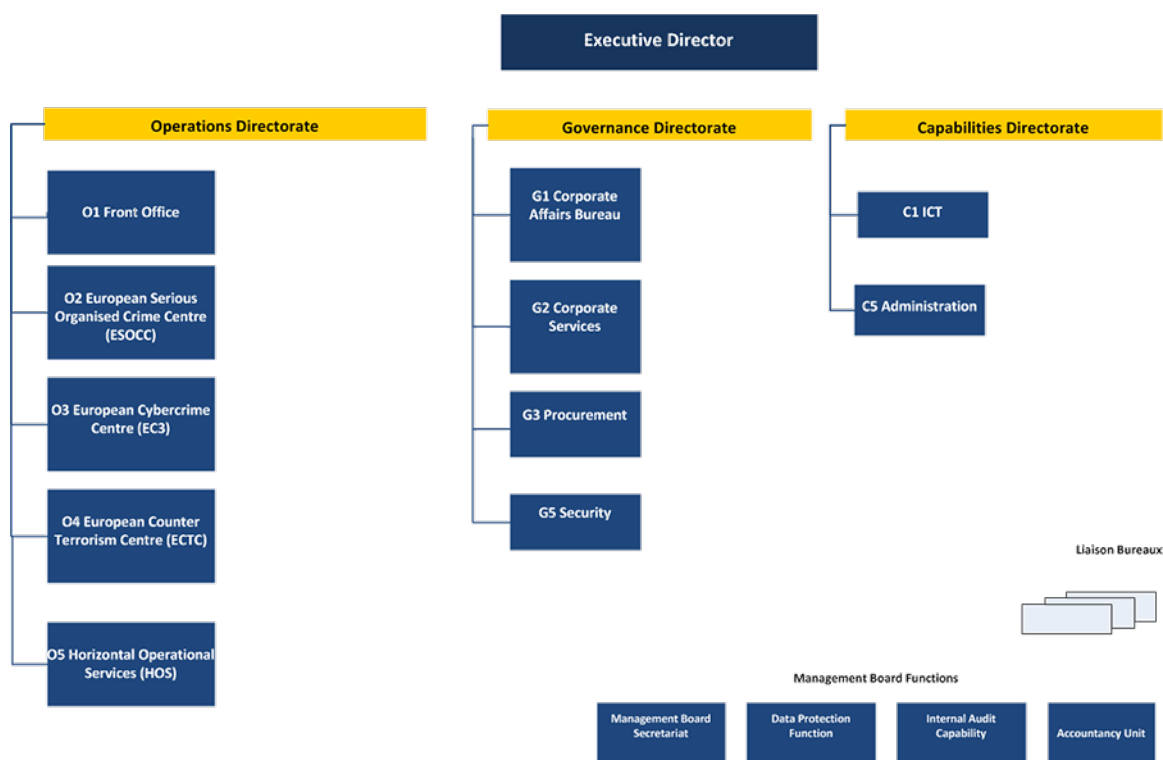 Executive Director
Operations Directorate
O1 Front Office
O2 European Serious
Organised Crime Centre
(ESOCC)
O3 European Cybercrime
Centre (EC3)
O4 European Counter
Terrorism Centre (ECTC)
O5 Horizontal Operational
Services (HOS)
Governance Directorate
G1 Corporate
Affairs Bureau
G2 Corporate
Services
G3 Procurement
G5 Security
Capabilities Directorate
C1 ICT
C5 Administration
Liaison Bureaux
Management Board Functions
Management Board
Secretariat
Data Protection
Function
Internal Audit
Capability
Accountancy Unit